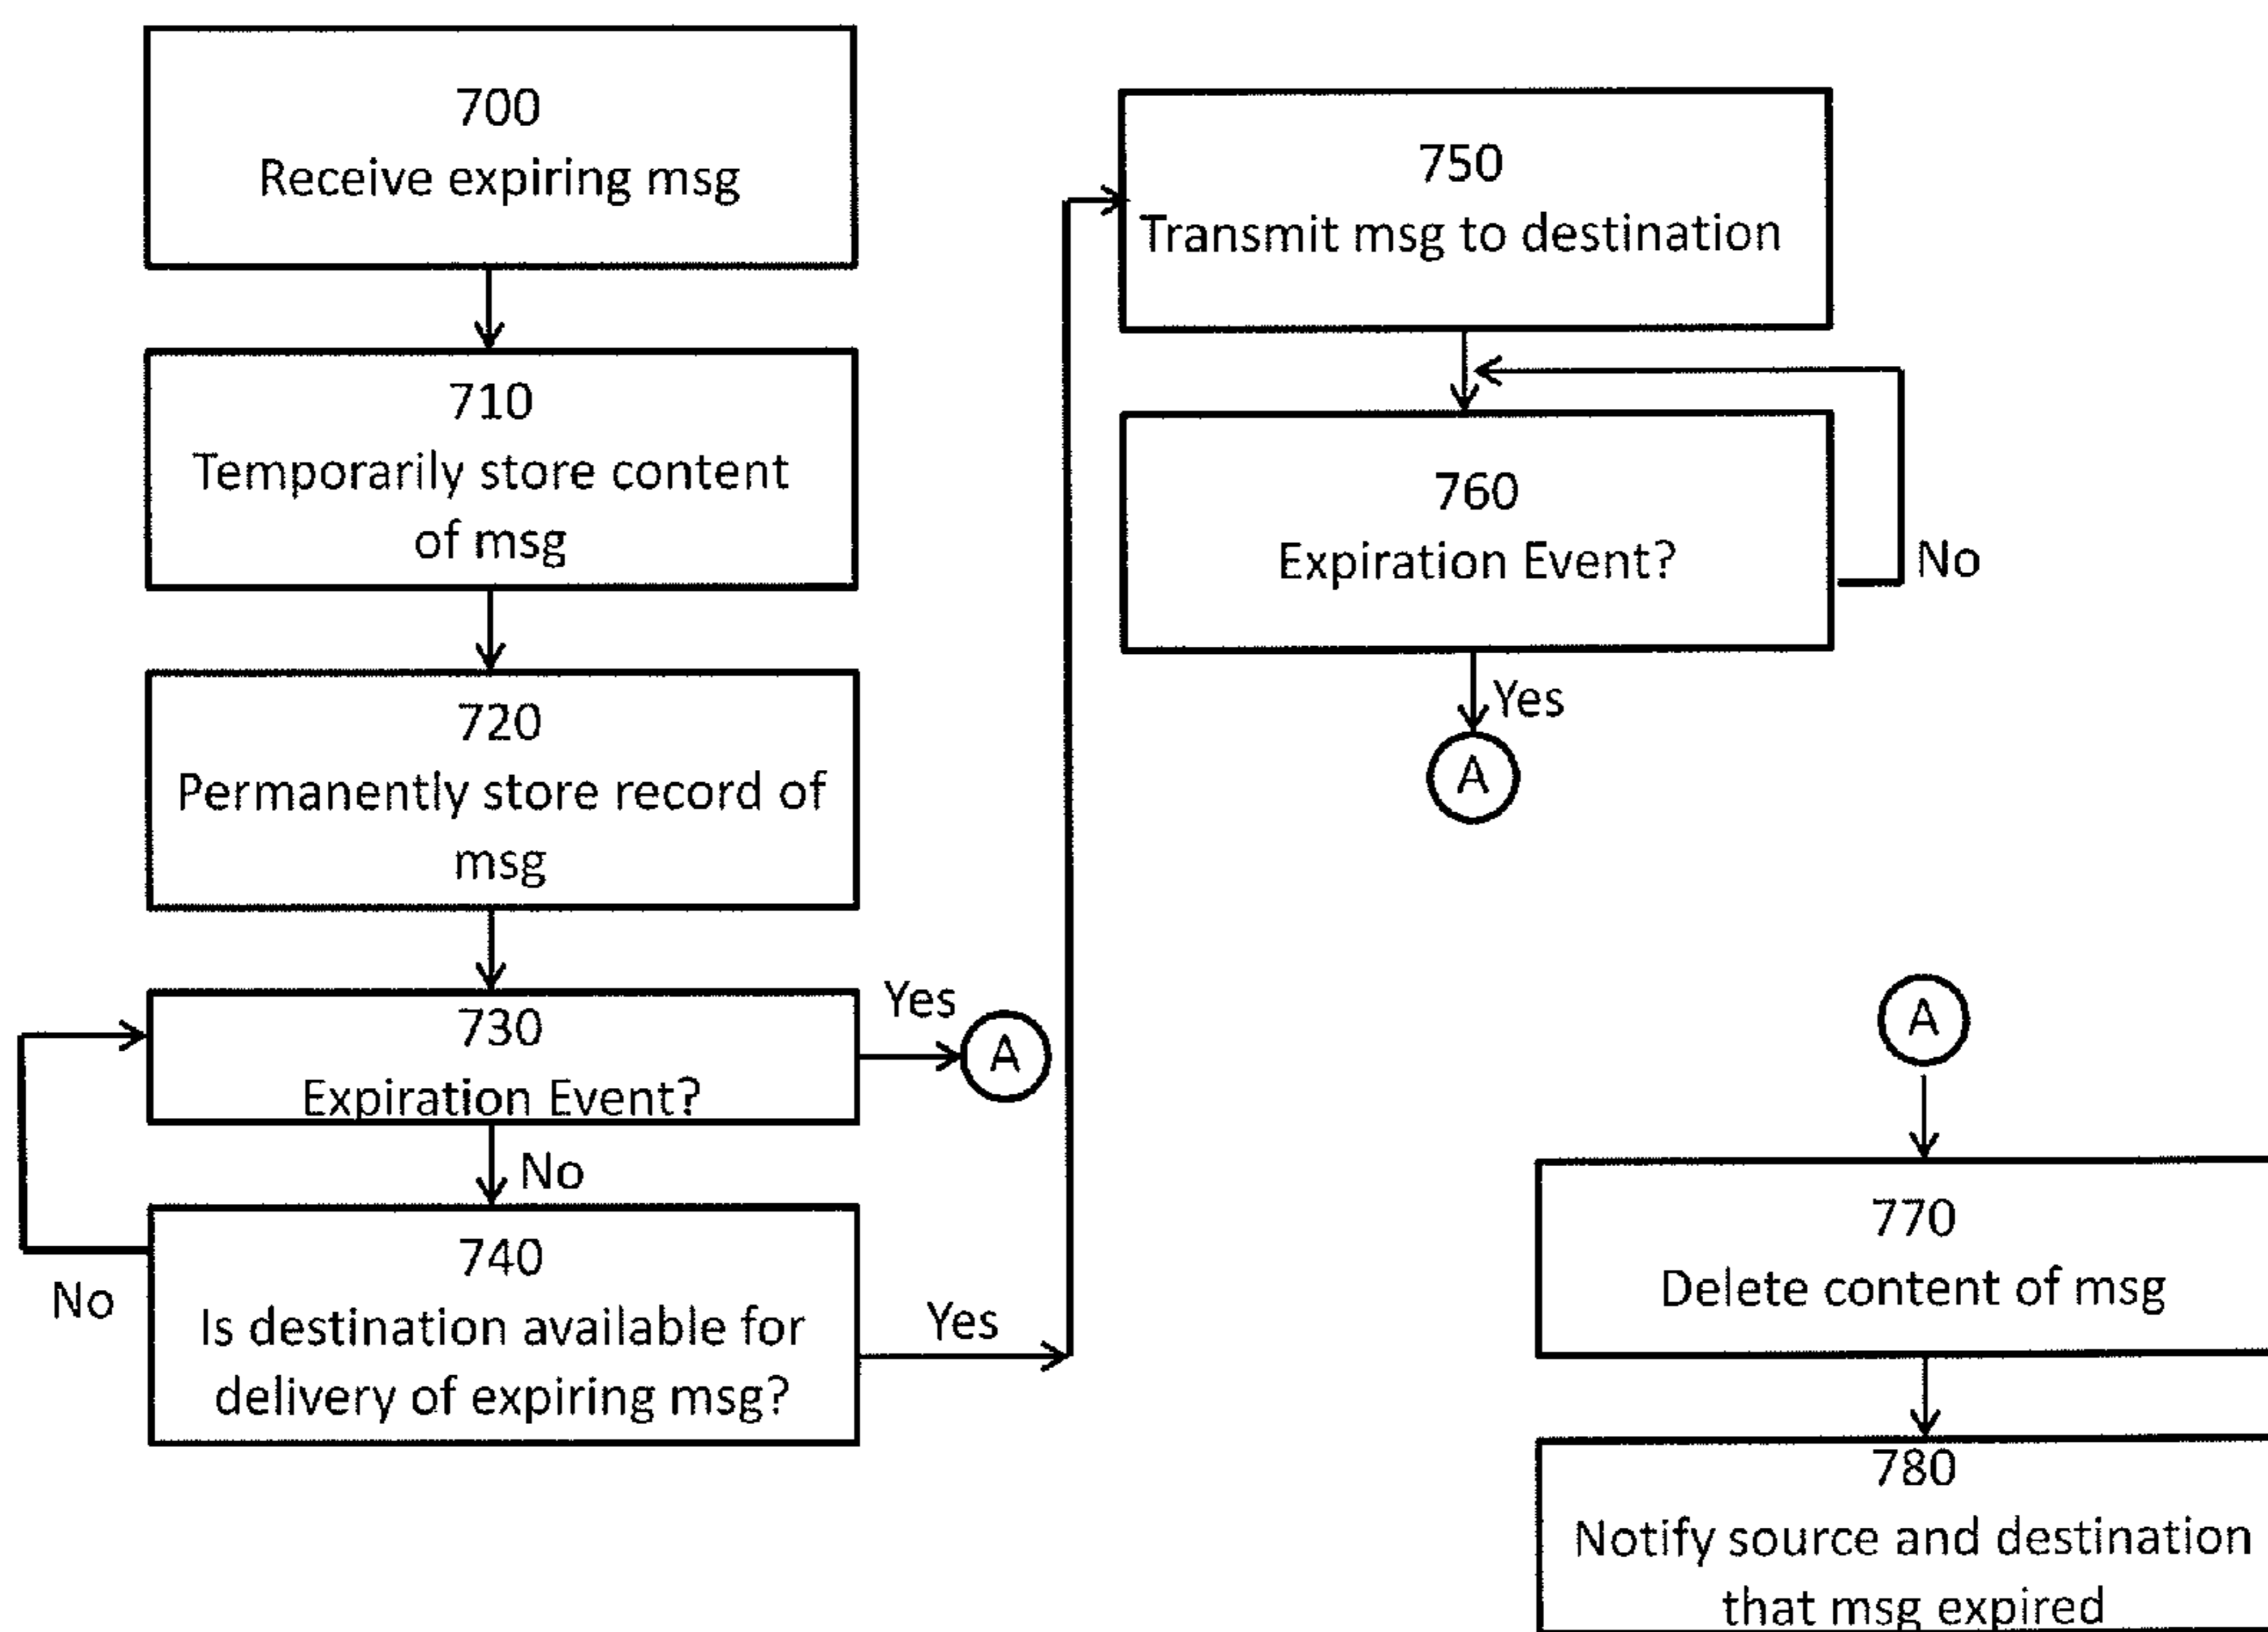 700
Receive expiring msg
710
Temporarily store content
of msg
720
Permanently store record of
msg
730
Expiration Event?
Yes
A
No
740
Is destination available for
delivery of expiring msg?
No
Yes
750
Transmit msg to destination
760
Expiration Event?
No
Yes
A
A
770
Delete content of msg
780
Notify source and destination
that msg expired